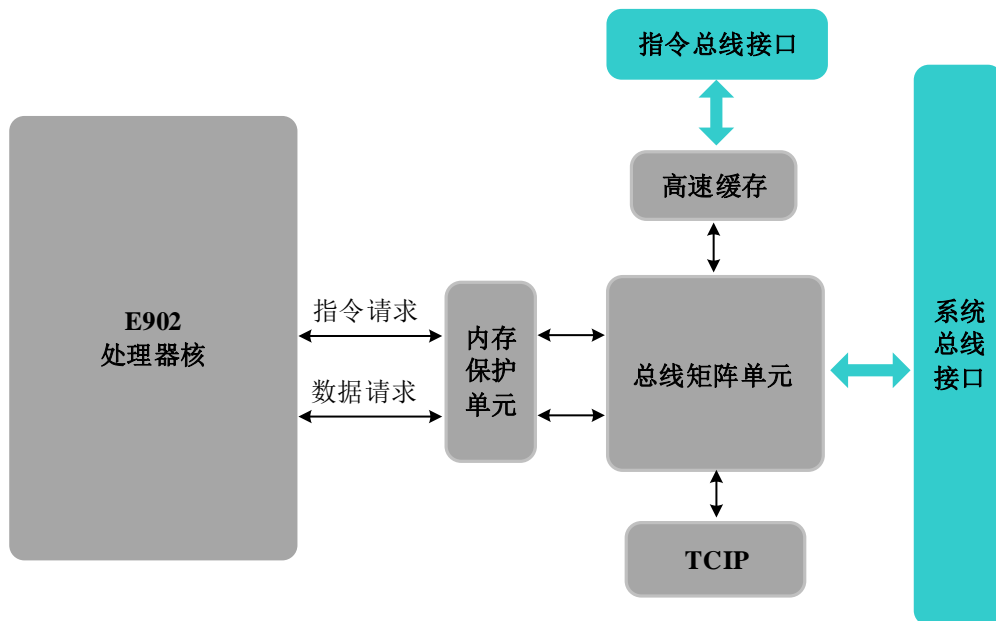 指令总线接口
高速缓存
E902
处理器核
指令请求
数据请求
内存
保护
单元
总线矩阵单元
系统
总线
接口
TCIP